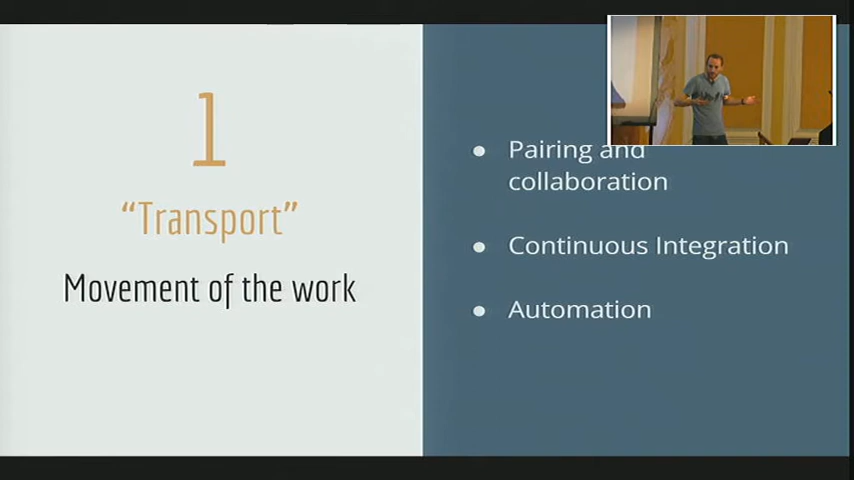 1
“Transport”
Movement of the work
● Pairing and
collaboration
● Continuous Integration
● Automation